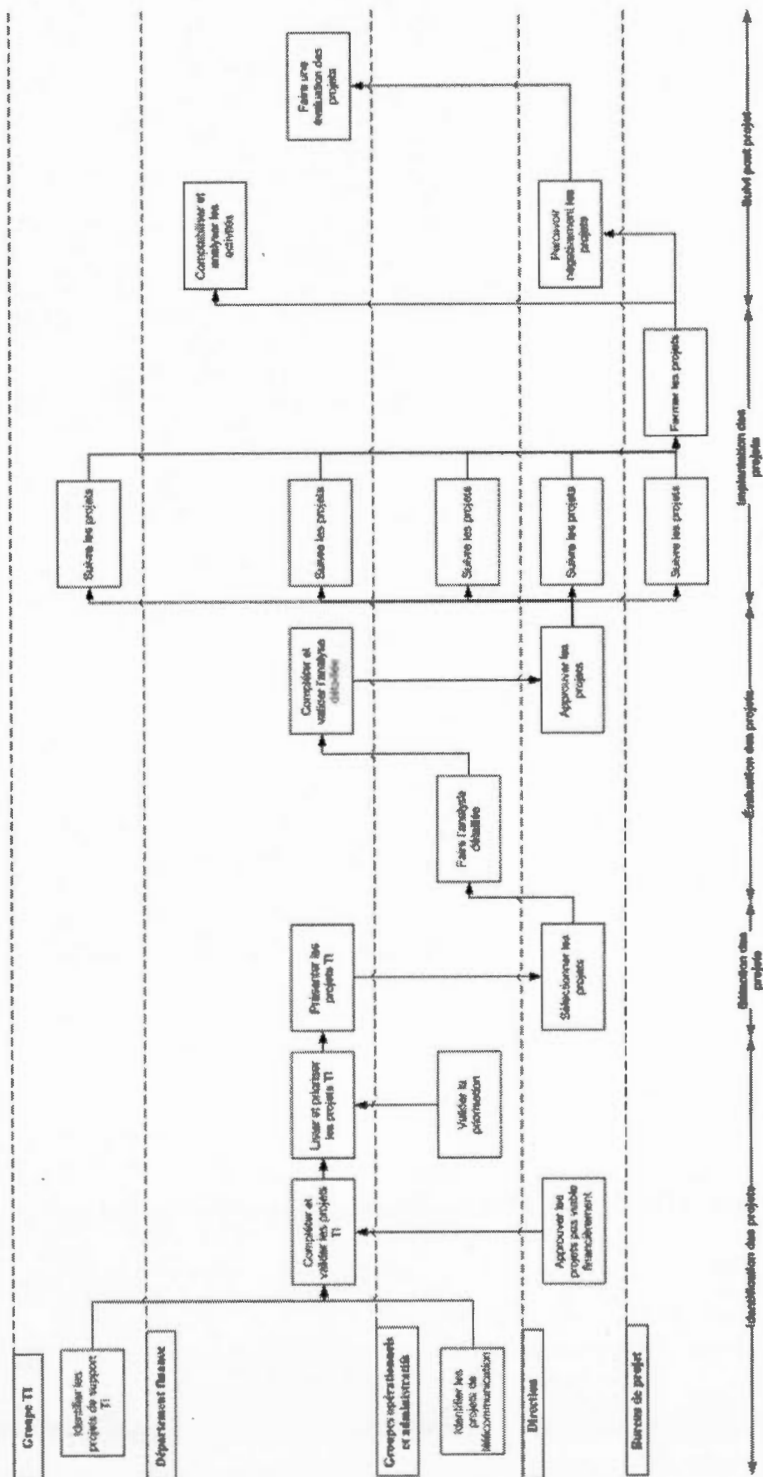 Groupe TI
Identifier les
projets de support
TI
Suivre les projets
Département finance
Compléter et
valider les projets
TI
Lister et prioriser
les projets TI
Présenter les
projets TI
Compléter et
valider l'analyse
détaillée
Suivre les projets
Comptabiliser et
analyser les
activités
Faire une
évaluation des
projets
Groupes opérationnels
et administratifs
Identifier les
projets de
télécommunication
Valider la
priorisation
Faire l'analyse
détaillée
Suivre les projets
Direction
Approuver les
projets pas viable
financièrement
Sélectionner les
projets
Approuver les
projets
Suivre les projets
Percevoir
négativement les
projets
Bureau de projet
Suivre les projets
Fermer les projets
Identification des projets
Sélection des
projets
Évaluation des projets
Implantation des
projets
Suivi post projet